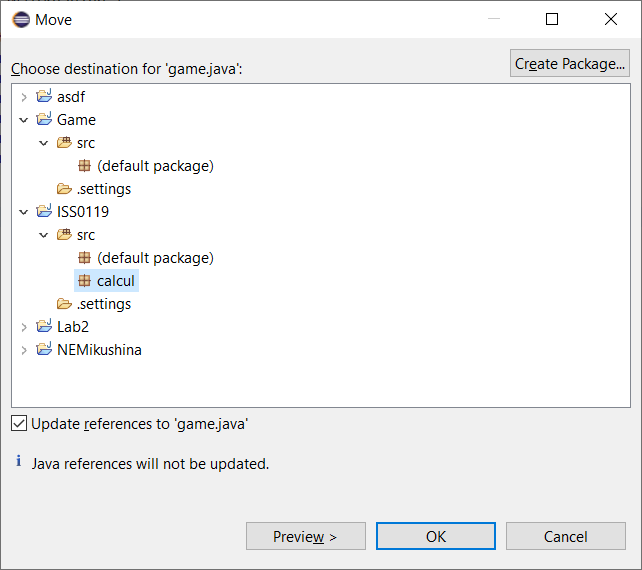 Move
Choose destination for 'game.java':
Create Package...
asdf
Game
src
(default package)
.settings
ISS0119
src
(default package)
calcul
.settings
Lab2
NEMikushina
Update references to 'game.java'
Java references will not be updated.
Preview >
OK
Cancel